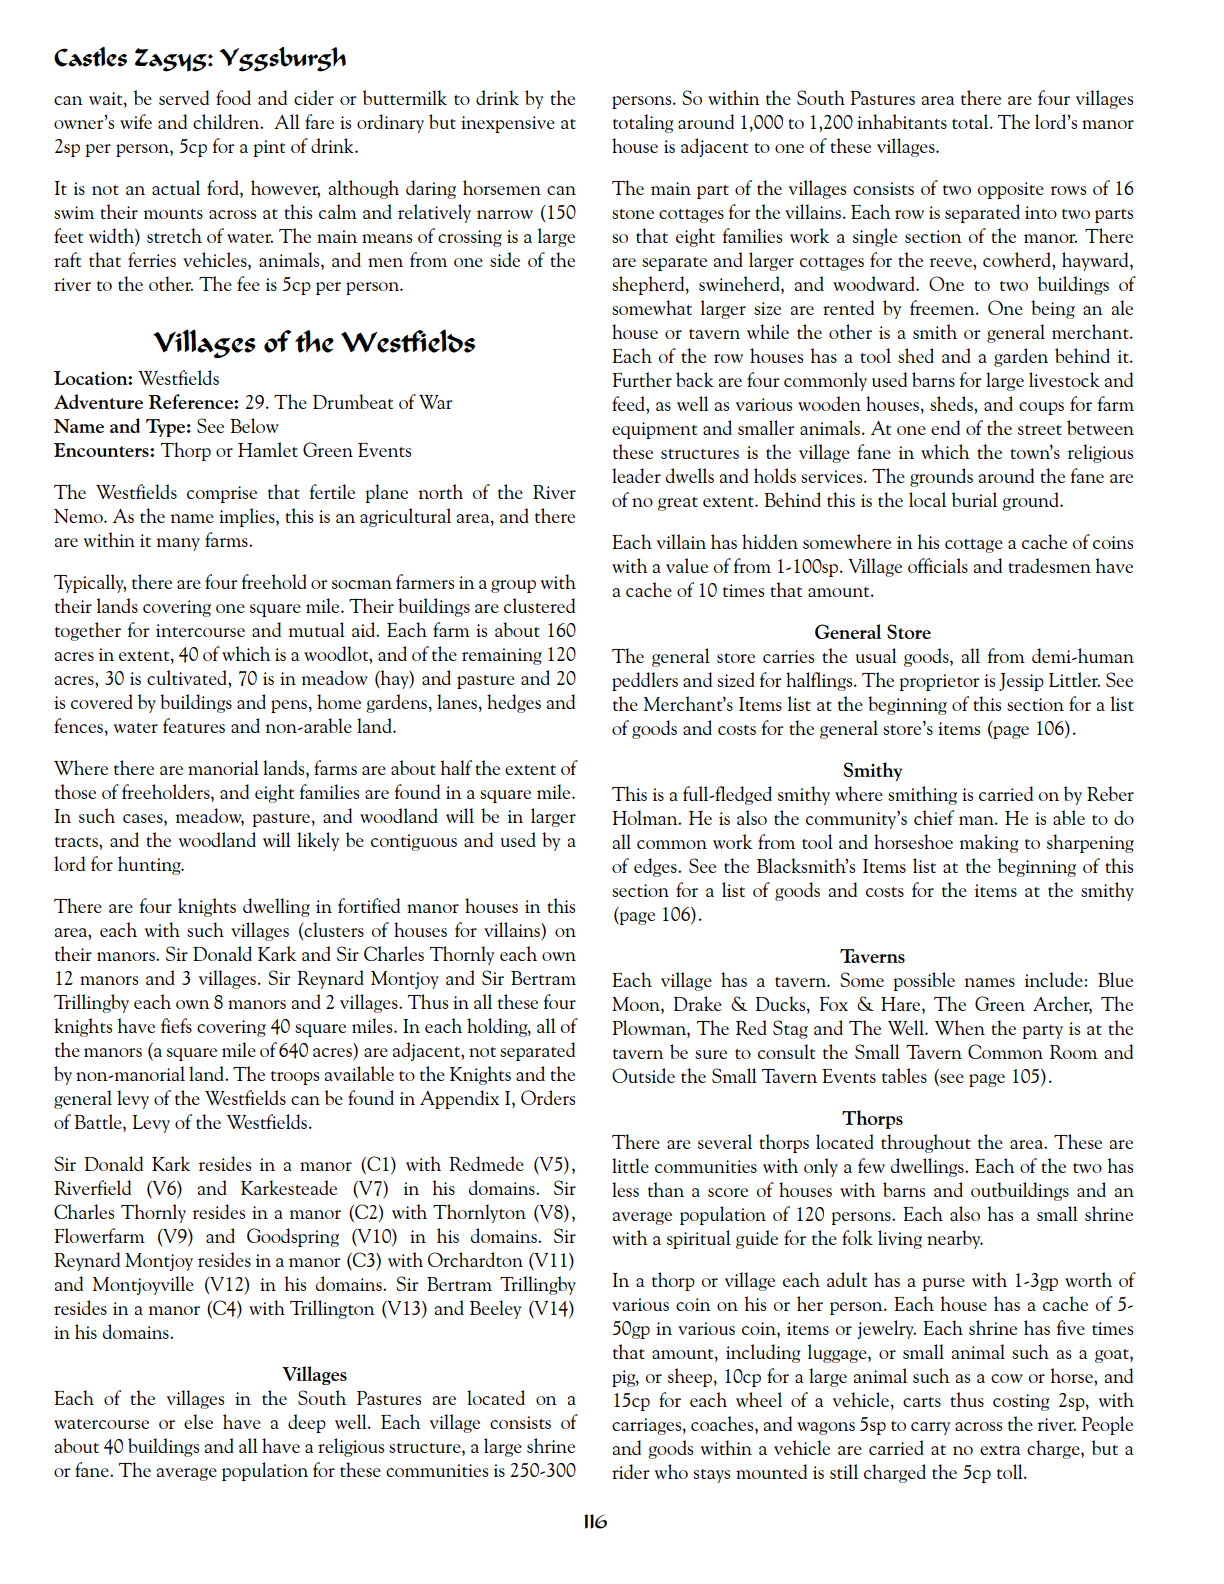 Castles Zagyg: Yggsburgh
can wait, be served food and cider or buttermilk to drink by the
owner's wife and children.  All fare is ordinary but inexpensive at
2sp per person, 5cp for a pint of drink.
It is not an actual ford, however, although daring horsemen can
swim their mounts across at this calm and relatively narrow (150
feet width) stretch of water. The main means of crossing is a large
raft that ferries vehicles, animals, and men from one side of the
river to the other. The fee is 5cp per person.
Villages of the Westfields
Location: Westfields
Adventure Reference: 29. The Drumbeat of War
Name and Type: See Below
Encounters: Thorp or Hamlet Green Events
The Westfields comprise that fertile plane north of the River
Nemo. As the name implies, this is an agricultural area, and there
are within it many farms.
Typically, there are four freehold or socman farmers in a group with
their lands covering one square mile. Their buildings are clustered
together for intercourse and mutual aid. Each farm is about 160
acres in extent, 40 of which is a woodlot, and of the remaining 120
acres, 30 is cultivated, 70 is in meadow (hay) and pasture and 20
is covered by buildings and pens, home gardens, lanes, hedges and
fences, water features and non-arable land.
Where there are manorial lands, farms are about half the extent of
those of freeholders, and eight families are found in a square mile.
In such cases, meadow, pasture, and woodland will be in larger
tracts, and the woodland will likely be contiguous and used by a
lord for hunting.
There are four knights dwelling in fortified manor houses in this
area, each with such villages (clusters of houses for villains) on
their manors. Sir Donald Kark and Sir Charles Thornly each own
12 manors and 3 villages. Sir Reynard Montjoy and Sir Bertram
Trillingby each own 8 manors and 2 villages. Thus in all these four
knights have fiefs covering 40 square miles. In each holding, all of
the manors (a square mile of 640 acres) are adjacent, not separated
by non-manorial land. The troops available to the Knights and the
general levy of the Westfields can be found in Appendix I, Orders
of Battle, Levy of the Westfields.
Sir Donald Kark resides in a manor (C1) with Redmede (V5),
Riverfield (V6) and Karkesteade (V7) in his domains. Sir
Charles Thornly resides in a manor (C2) with Thornlyton (V8),
Flowerfarm (V9) and Goodspring (V10) in his domains. Sir
Reynard Montjoy resides in a manor (C3) with Orchardton (V11)
and Montjoyville (V12) in his domains. Sir Bertram Trillingby
resides in a manor (C4) with Trillington (V13) and Beeley (V14)
in his domains.
Villages
Each of the villages in the South Pastures are located on a
watercourse or else have a deep well. Each village consists of
about 40 buildings and all have a religious structure, a large shrine
or fane. The average population for these communities is 250-300
persons. So within the South Pastures area there are four villages
totaling around 1,000 to 1,200 inhabitants total. The lord's manor
house is adjacent to one of these villages.
The main part of the villages consists of two opposite rows of 16
stone cottages for the villains. Each row is separated into two parts
so that eight families work a single section of the manor. There
are separate and larger cottages for the reeve, cowherd, hayward,
shepherd, swineherd, and woodward. One to two buildings of
somewhat larger size are rented by freemen. One being an ale
house or tavern while the other is a smith or general merchant.
Each of the row houses has a tool shed and a garden behind it.
Further back are four commonly used barns for large livestock and
feed, as well as various wooden houses, sheds, and coups for farm
equipment and smaller animals. At one end of the street between
these structures is the village fane in which the town's religious
leader dwells and holds services. The grounds around the fane are
of no great extent. Behind this is the local burial ground.
Each villain has hidden somewhere in his cottage a cache of coins
with a value of from 1-100sp. Village officials and tradesmen have
a cache of 10 times that amount.
General Store
The general store carries the usual goods, all from demi-human
peddlers and sized for halflings. The proprietor is Jessip Littler. See
the Merchant's Items list at the beginning of this section for a list
of goods and costs for the general store's items (page 106).
Smithy
This is a full-fledged smithy where smithing is carried on by Reber
Holman. He is also the community's chief man. He is able to do
all common work from tool and horseshoe making to sharpening
of edges. See the Blacksmith's Items list at the beginning of this
section for a list of goods and costs for the items at the smithy
(page 106).
Taverns
Each village has a tavern. Some possible names include: Blue
Moon, Drake & Ducks, Fox & Hare, The Green Archer, The
Plowman, The Red Stag and The Well. When the party is at the
tavern be sure to consult the Small Tavern Common Room and
Outside the Small Tavern Events tables (see page 105).
Thorps
There are several thorps located throughout the area. These are
little communities with only a few dwellings. Each of the two has
less than a score of houses with barns and outbuildings and an
average population of 120 persons. Each also has a small shrine
with a spiritual guide for the folk living nearby.
In a thorp or village each adult has a purse with 1-3gp worth of
various coin on his or her person. Each house has a cache of 5-
50gp in various coin, items or jewelry. Each shrine has five times
that amount, including luggage, or small animal such as a goat,
pig, or sheep, 10cp for a large animal such as a cow or horse, and
15cp for each wheel of a vehicle, carts thus costing 2sp, with
carriages, coaches, and wagons 5sp to carry across the river. People
and goods within a vehicle are carried at no extra charge, but a
rider who stays mounted is still charged the 5cp toll.
116